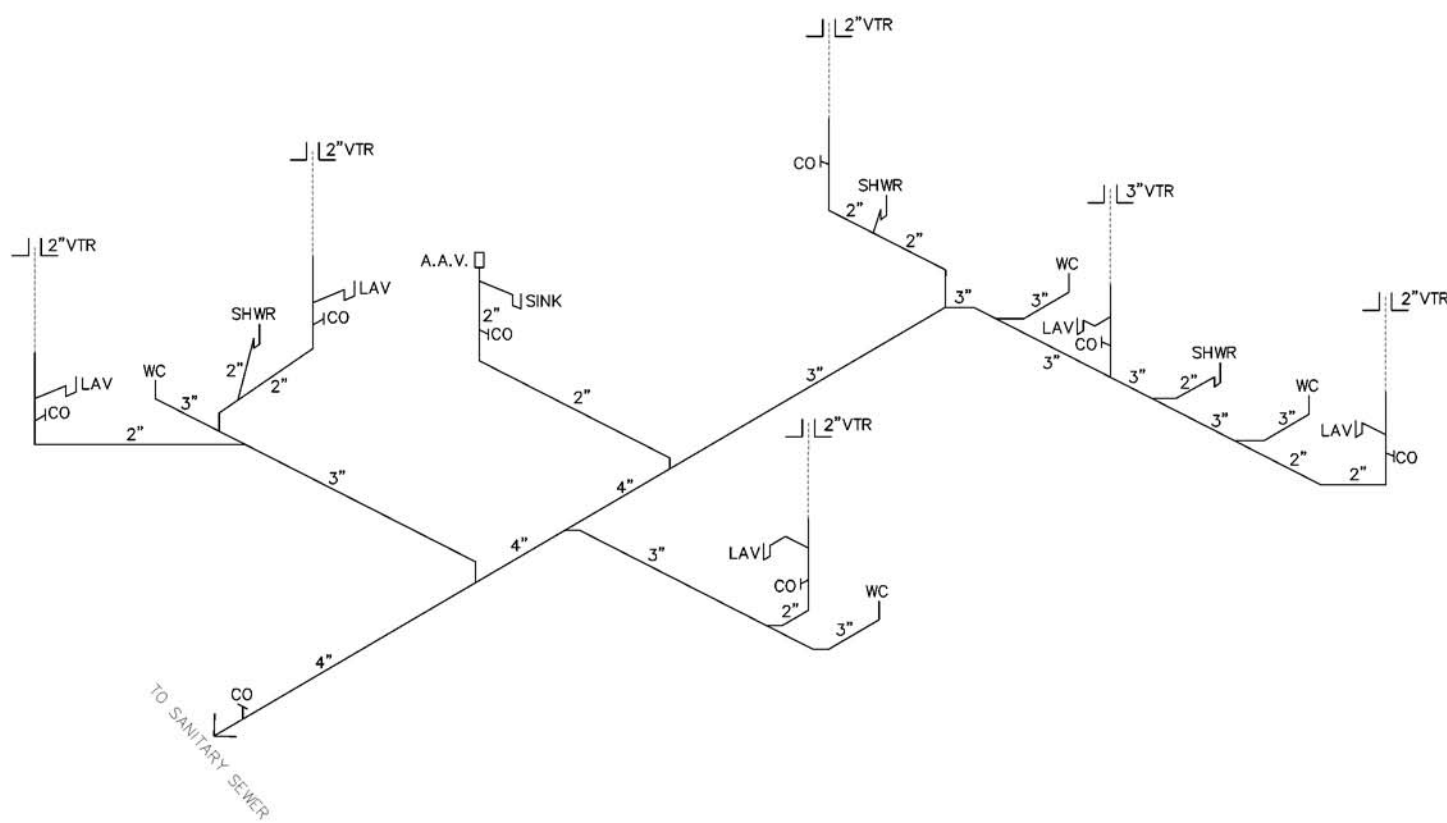 2"VTR
2"VTR
3"VTR
2"VTR
2"VTR
CO
SHWR
2"
2"
A.A.V.
SINK
2"
CO
LAV
CO
SHWR
2"
2"
WC
3"
LAV
CO
2"
3"
WC
3"
3"
LAV
CO
3"
3"
SHWR
2"
3"
WC
3"
LAV
CO
2"
2"
3"
2"
4"
2"VTR
4"
3"
LAV
CO
2"
WC
3"
4"
CO
TO SANITARY SEWER